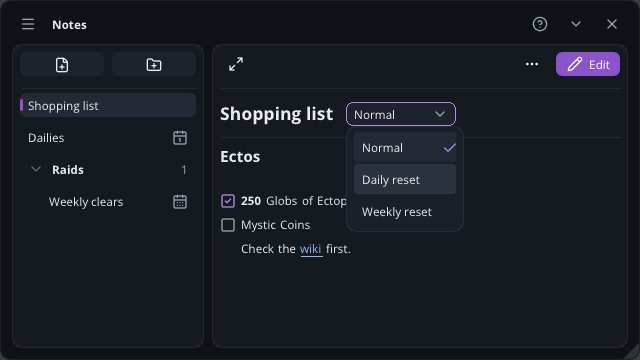 Notes
Edit
Shopping list
Dailies
Raids 1
Weekly clears
Shopping list Normal
Normal
Daily reset
Weekly reset
Ectos
250 Globs of Ectop
Mystic Coins
Check the wiki first.